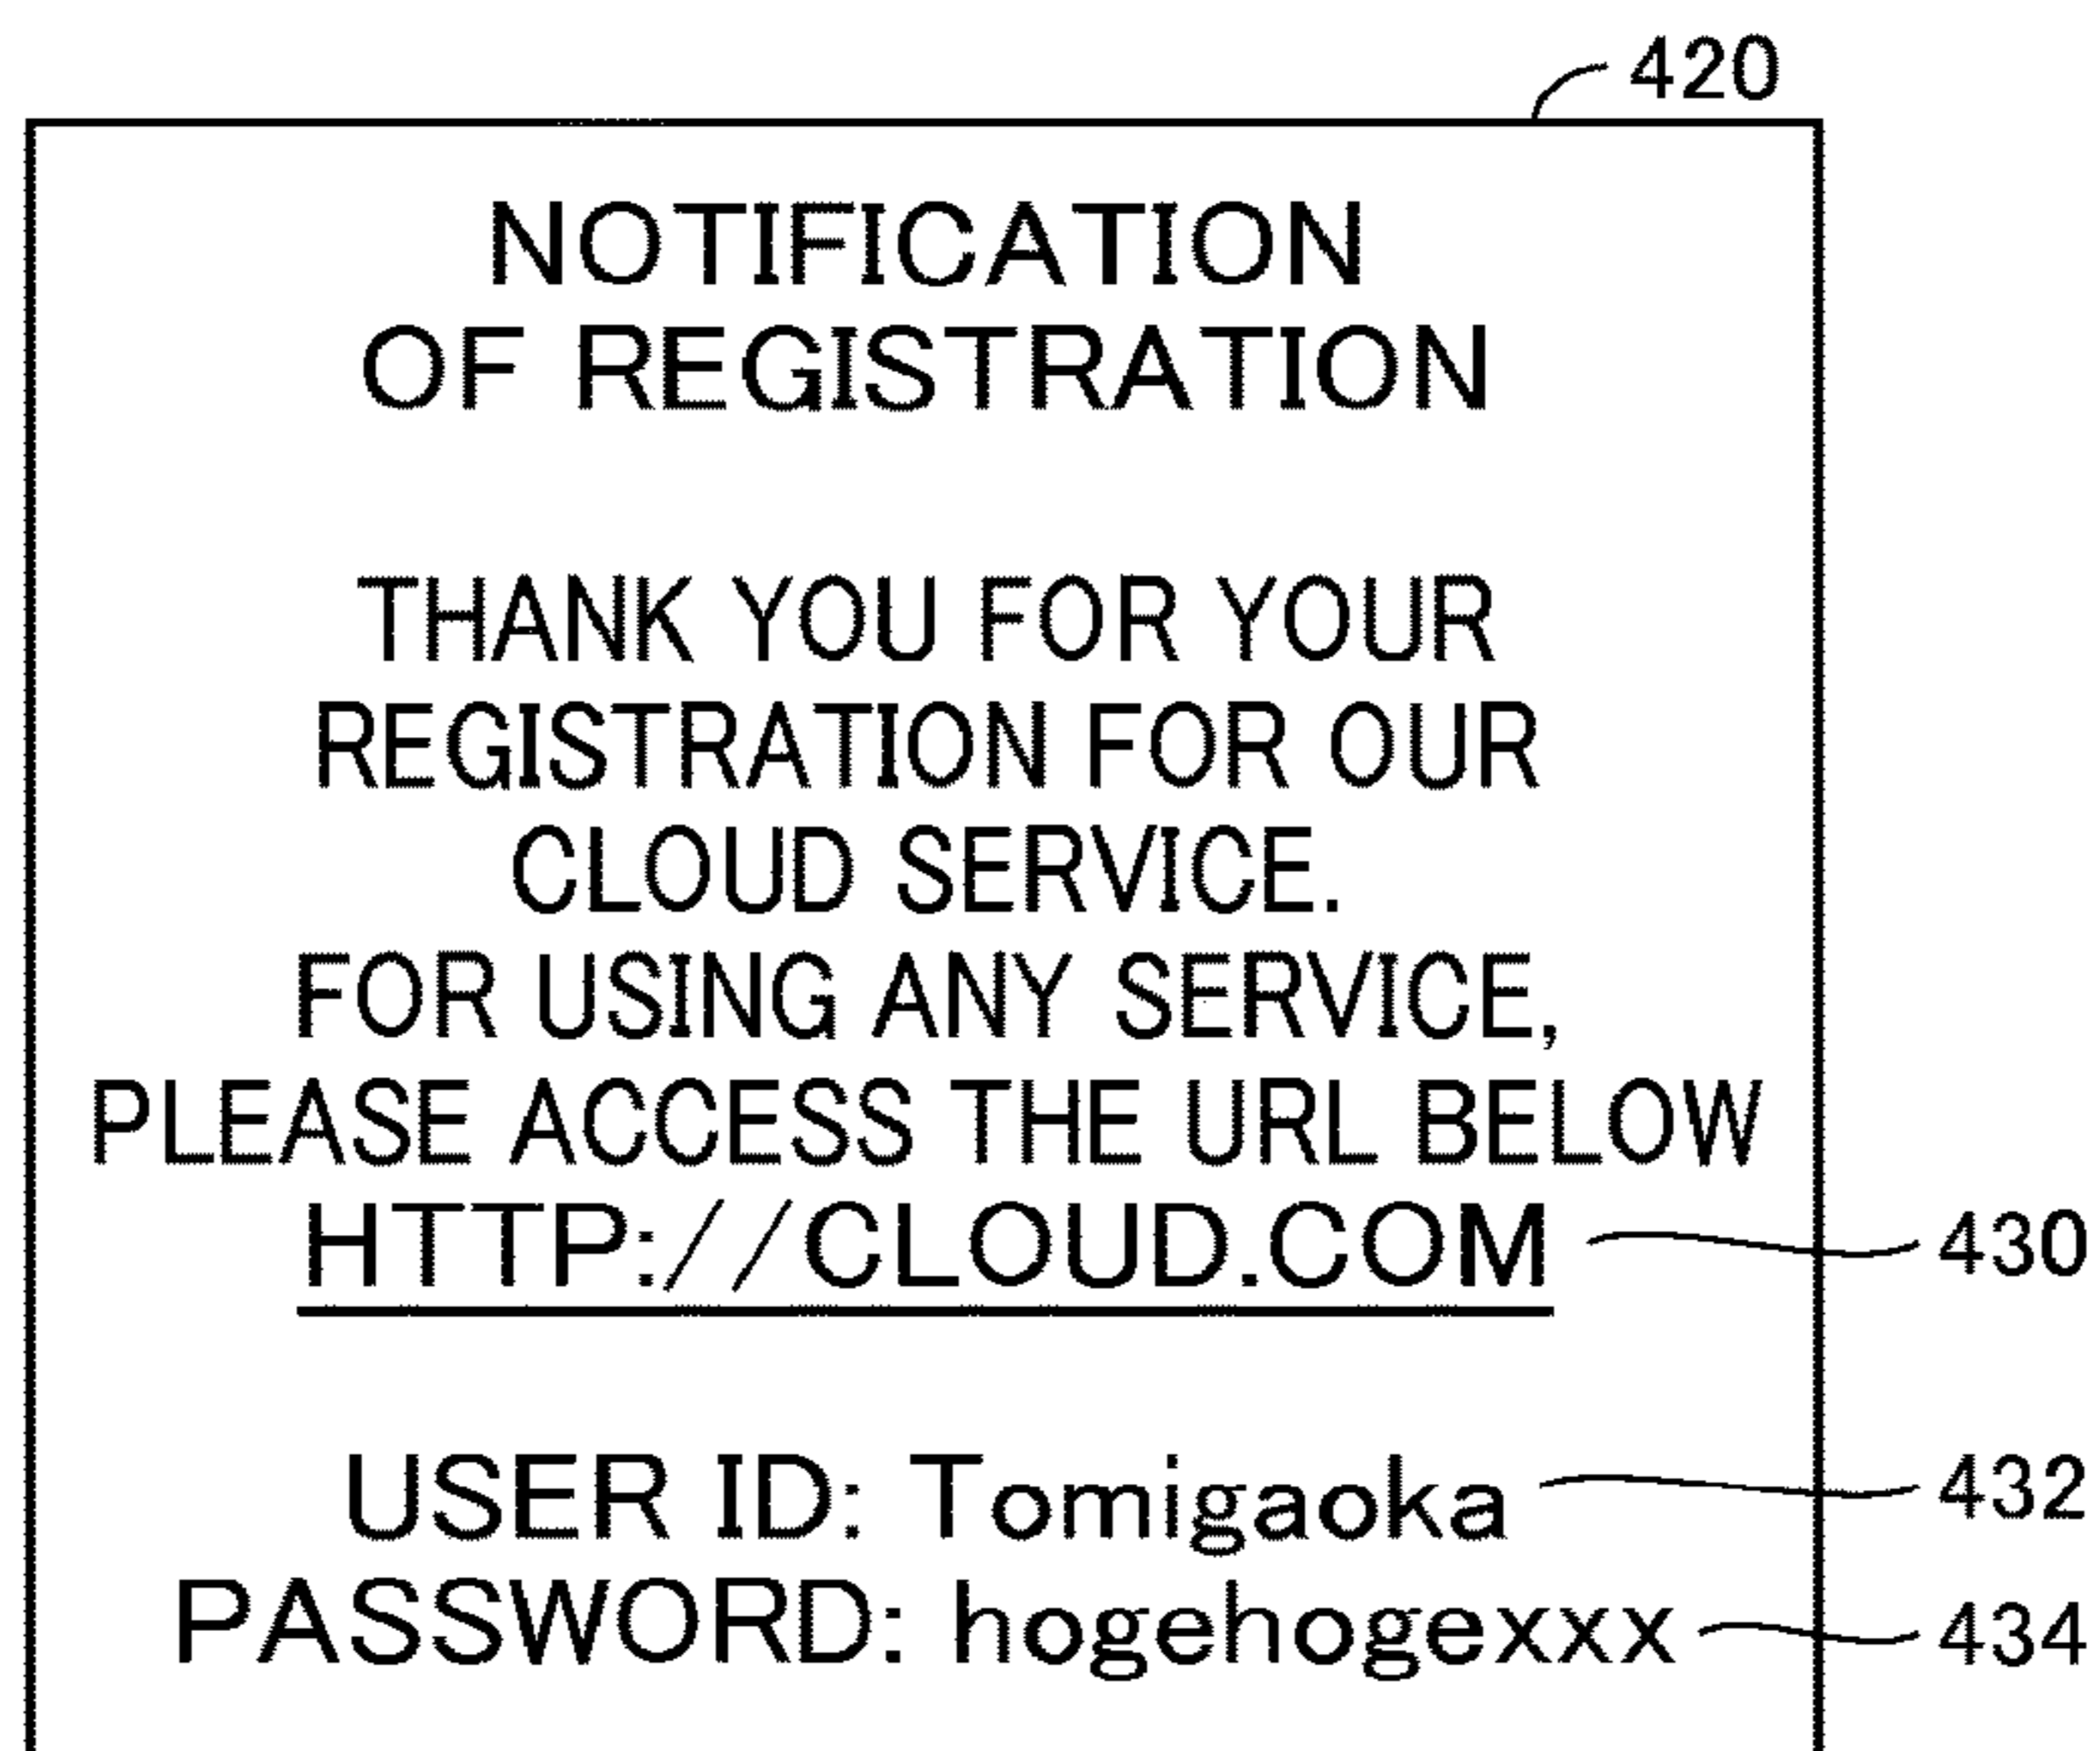 420
NOTIFICATION
OF REGISTRATION
THANK YOU FOR YOUR
REGISTRATION FOR OUR
CLOUD SERVICE.
FOR USING ANY SERVICE,
PLEASE ACCESS THE URL BELOW
HTTP://CLOUD.COM 430
USER ID: Tomigaoka 432
PASSWORD: hogehogexxx 434